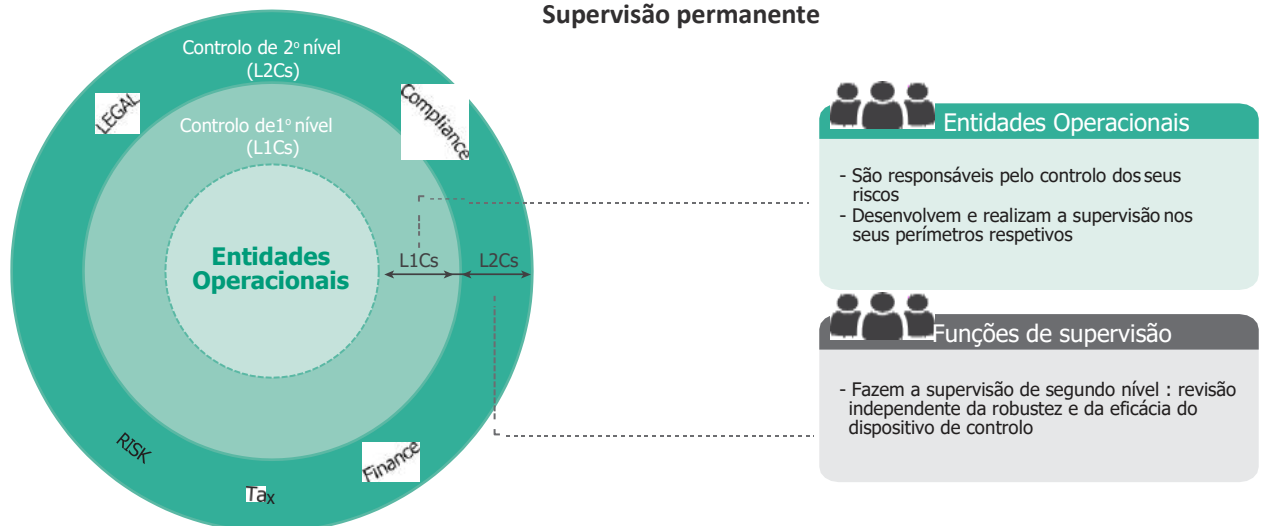 Supervisão permanente
Controlo de 2º nível
(L2Cs)
LEGAL
Compliance
Controlo de1º nível
(L1Cs)
Entidades
Operacionais
L1Cs
L2Cs
RISK
Tax
Finance
Entidades Operacionais
- São responsáveis pelo controlo dos seus
riscos
- Desenvolvem e realizam a supervisão nos
seus perímetros respetivos
Funções de supervisão
- Fazem a supervisão de segundo nível : revisão
independente da robustez e da eficácia do
dispositivo de controlo